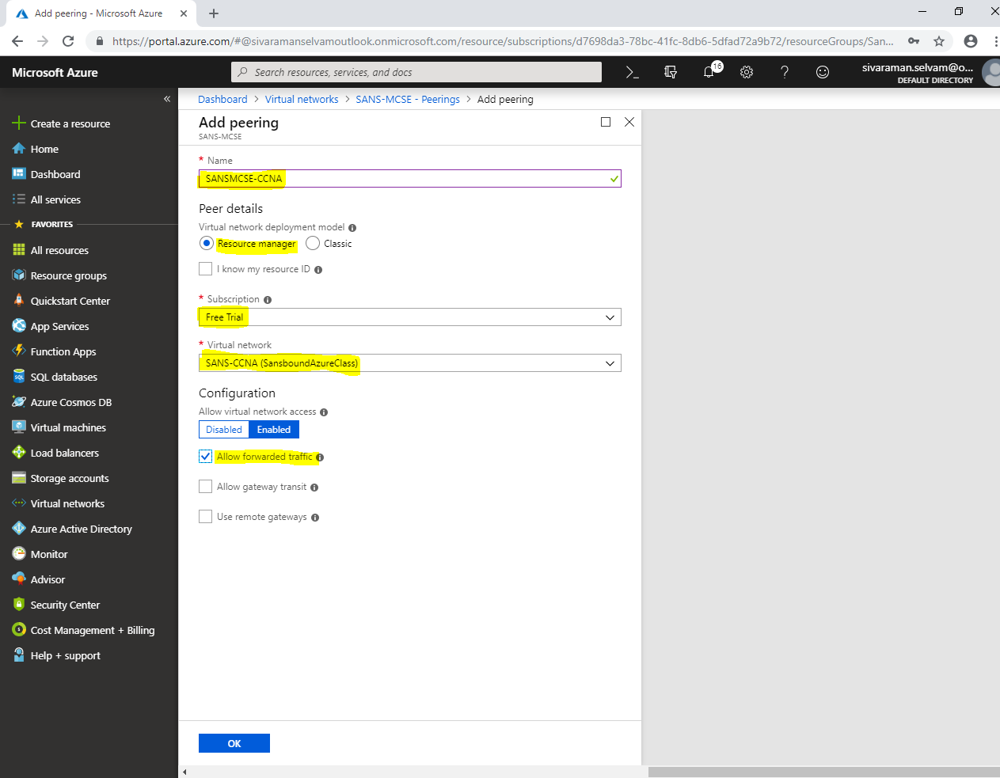 Add peering - Microsoft Azure
https://portal.azure.com/#@sivaramanselvamoutlook.onmicrosoft.com/resource/subscriptions/d7698da3-78bc-41fc-8db6-5dfad72a9b72/resourceGroups/San...
Microsoft Azure
Search resources, services, and docs
16
sivaraman.selvam@o...
DEFAULT DIRECTORY
Dashboard > Virtual networks > SANS-MCSE - Peerings > Add peering
Create a resource
Home
Dashboard
All services
FAVORITES
All resources
Resource groups
Quickstart Center
App Services
Function Apps
SQL databases
Azure Cosmos DB
Virtual machines
Load balancers
Storage accounts
Virtual networks
Azure Active Directory
Monitor
Advisor
Security Center
Cost Management + Billing
Help + support
Add peering
SANS-MCSE
* Name
SANSMCSE-CCNA
Peer details
Virtual network deployment model
Resource manager Classic
I know my resource ID
* Subscription
Free Trial
* Virtual network
SANS-CCNA (SansboundAzureClass)
Configuration
Allow virtual network access
Disabled Enabled
Allow forwarded traffic
Allow gateway transit
Use remote gateways
OK